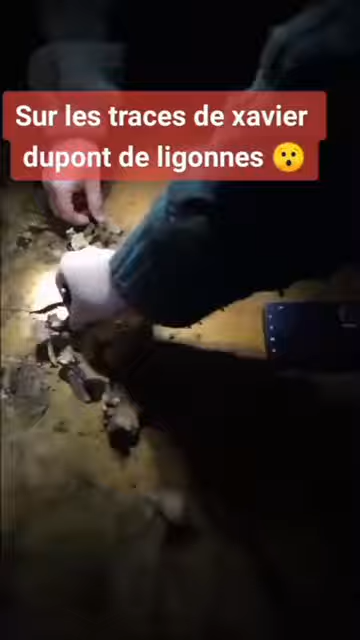 Sur les traces de xavier
dupont de ligonnes 😯